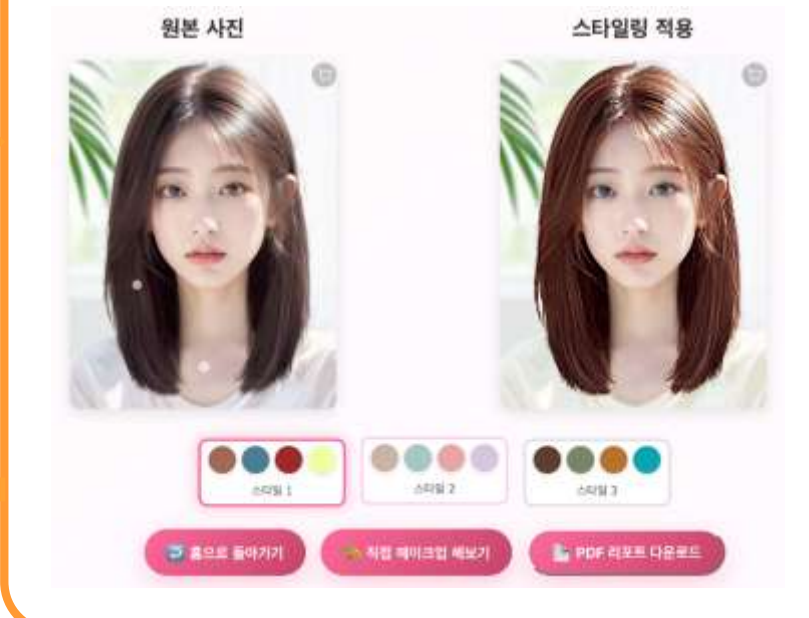 원본 사진
스타일링 적용
스타일 1
스타일 2
스타일 3
홈으로 돌아가기
직접 메이크업 해보기
PDF 리포트 다운로드